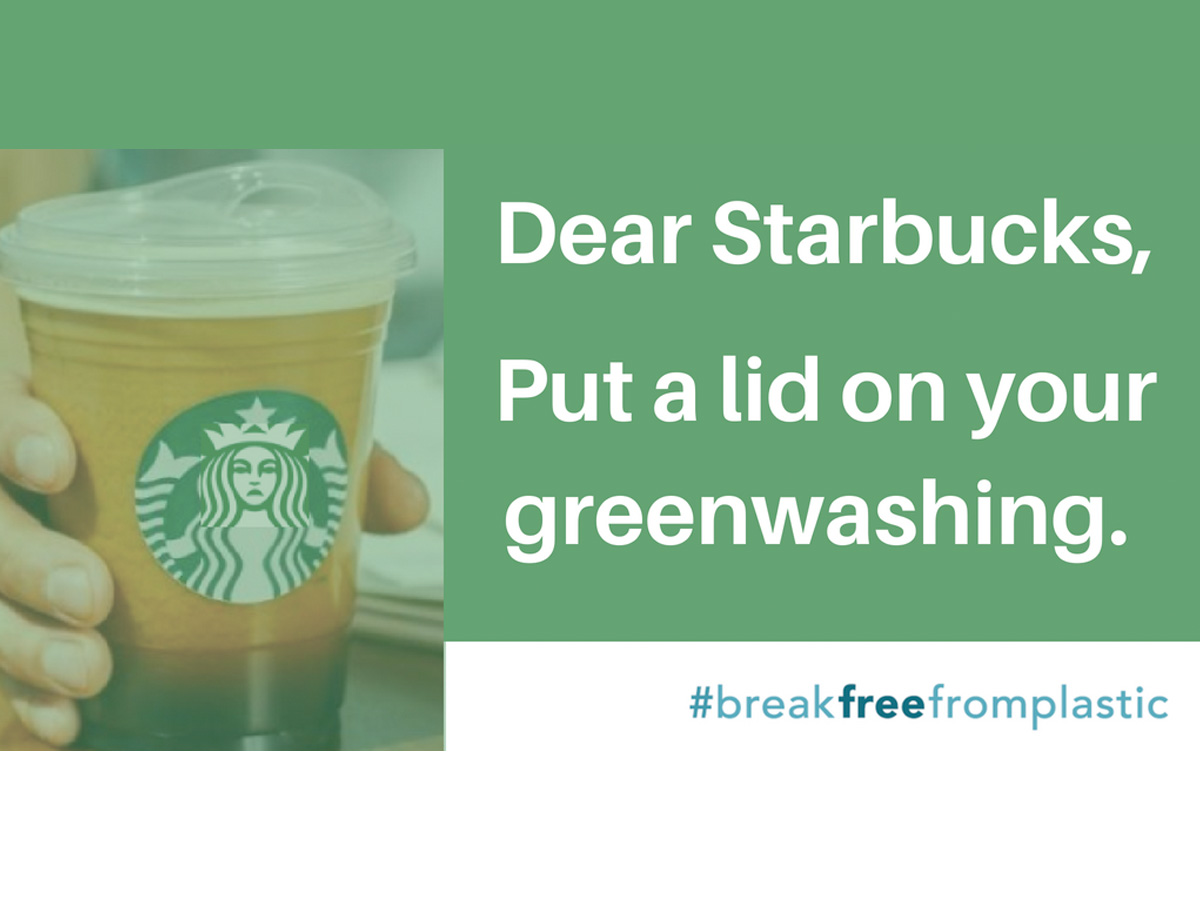 Dear Starbucks,
Put a lid on your
greenwashing.
#breakfreefromplastic